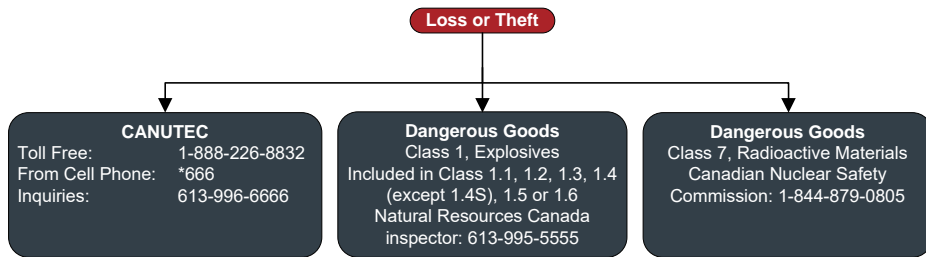 Loss or Theft
CANUTEC
Toll Free: 1-888-226-8832
From Cell Phone: *666
Inquiries: 613-996-6666
Dangerous Goods
Class 1, Explosives
Included in Class 1.1, 1.2, 1.3, 1.4
(except 1.4S), 1.5 or 1.6
Natural Resources Canada
inspector: 613-995-5555
Dangerous Goods
Class 7, Radioactive Materials
Canadian Nuclear Safety
Commission: 1-844-879-0805